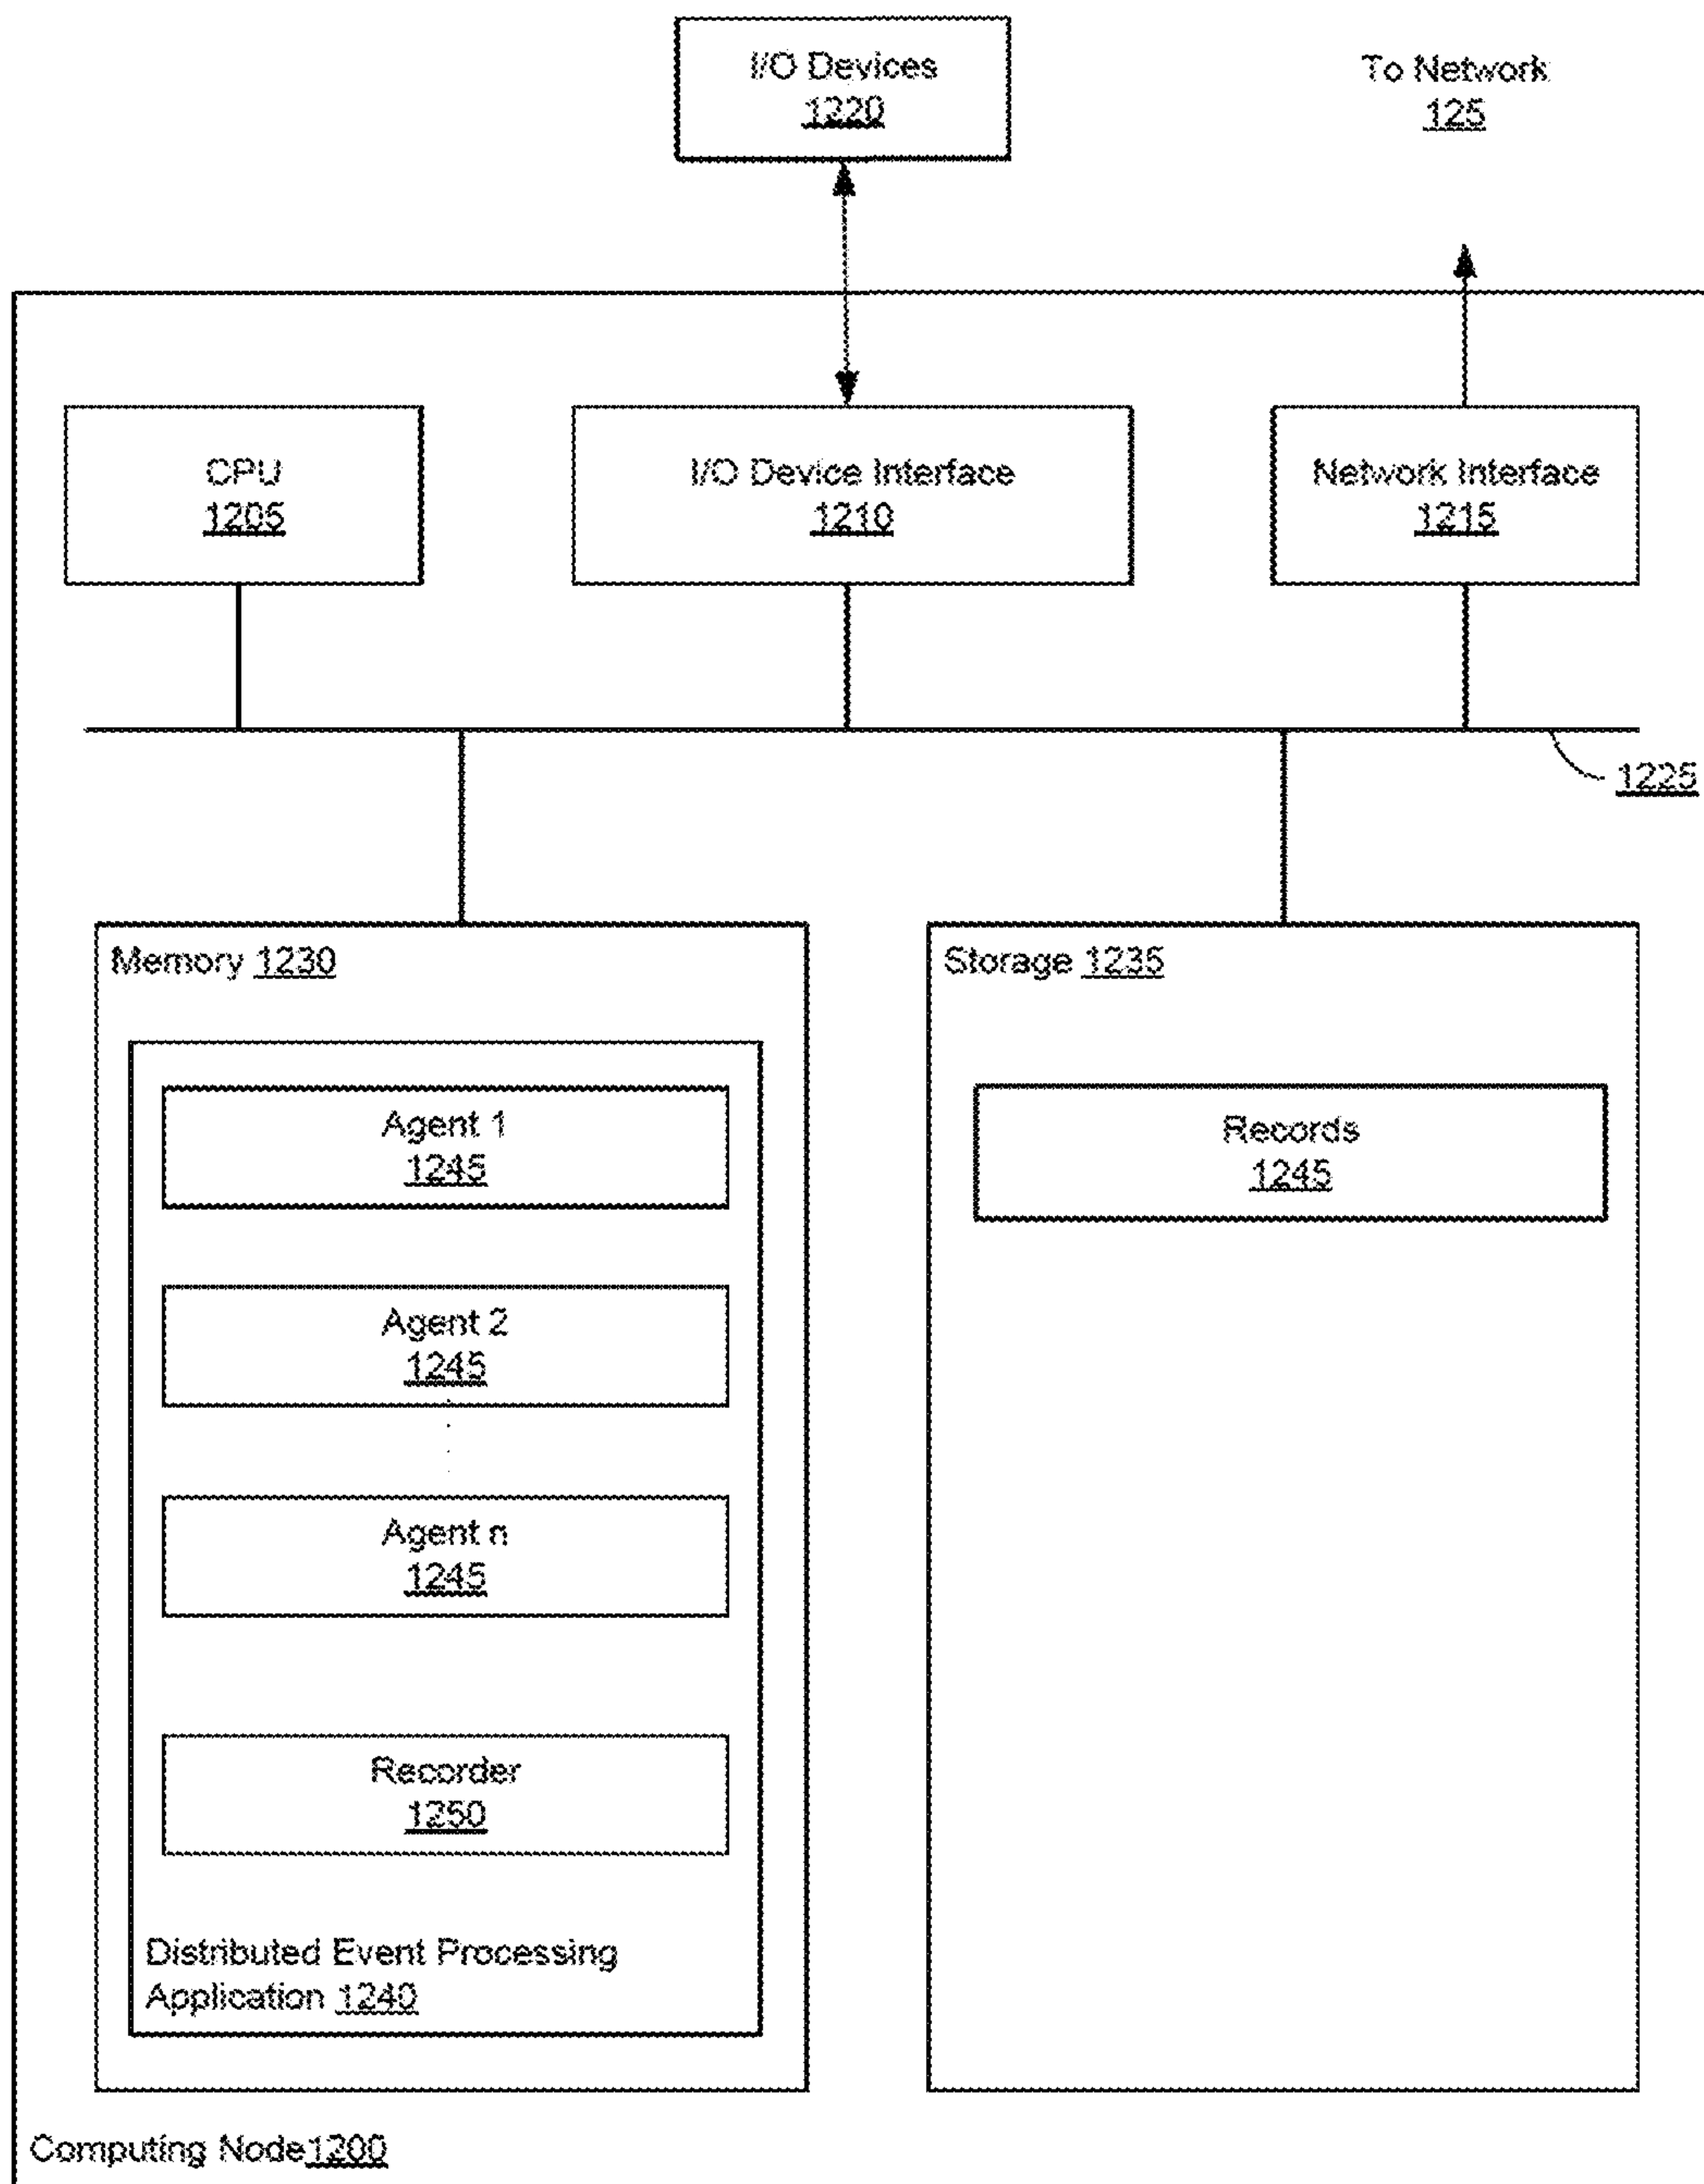 I/O Devices
1220
To Network
125
CPU
1205
I/O Device Interface
1210
Network Interface
1215
1225
Memory 1230
Agent 1
1245
Agent 2
1245
Agent n
1245
Recorder
1250
Distributed Event Processing
Application 1240
Storage 1235
Records
1245
Computing Node 1200